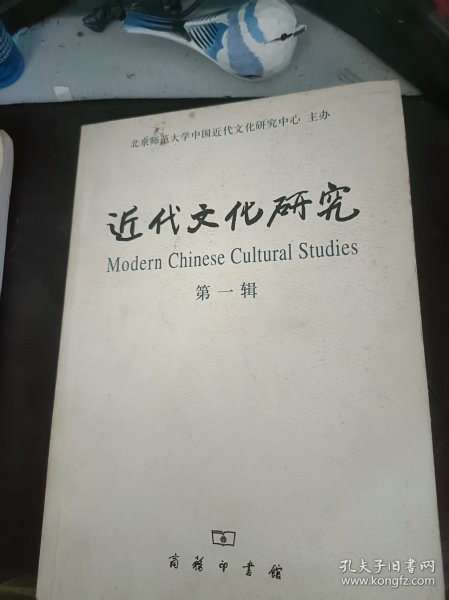 北京师范大学中国近代文化研究中心 主办
近代文化研究
Modern Chinese Cultural Studies
第一辑
商务印书馆
孔夫子旧书网
www.kongfz.com